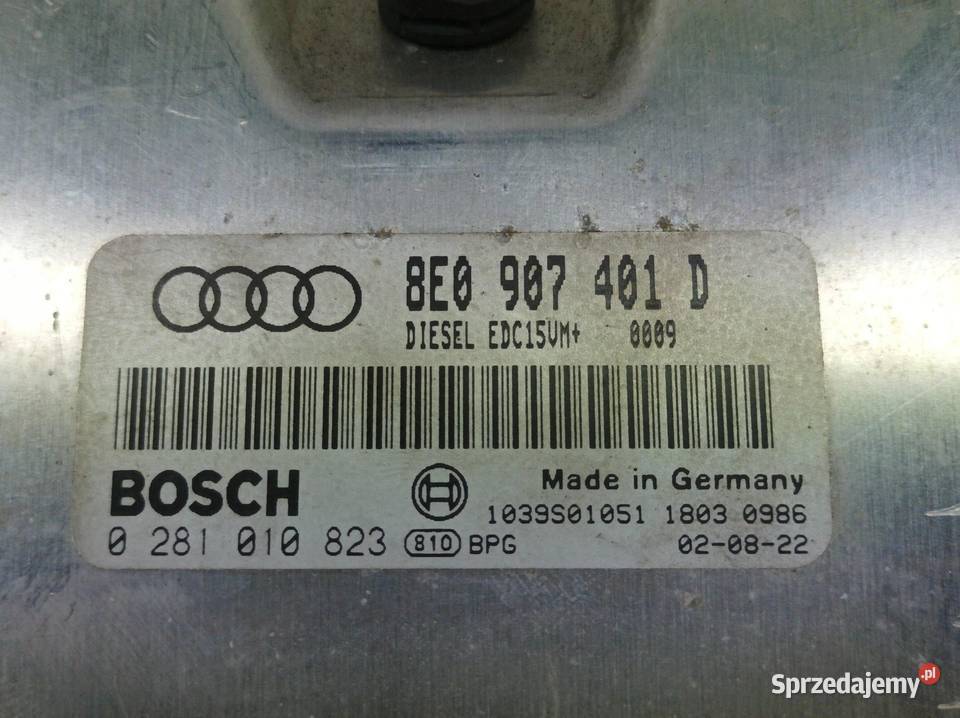 8E0 907 401 D
DIESEL EDC15VM+ 0009
BOSCH
Made in Germany
1039S01051 1803 0986
0 281 010 823 810 BPG 02-08-22
Sprzedajemy.pl